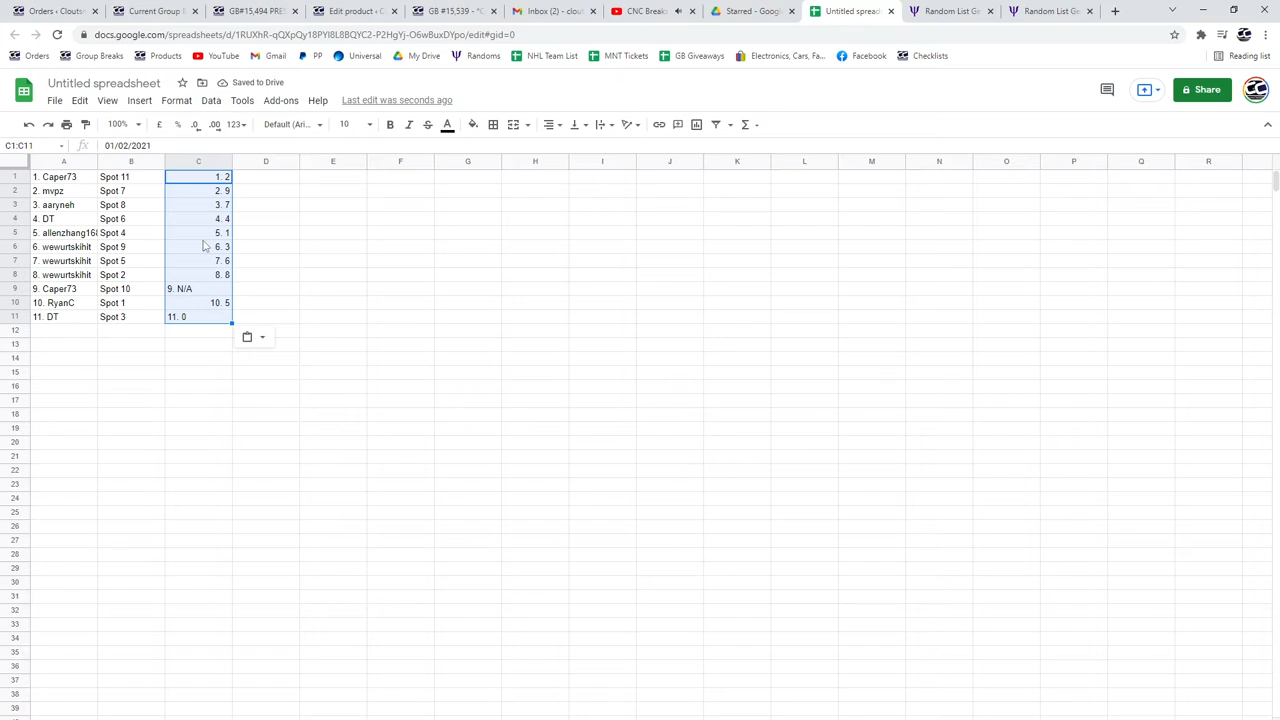 Orders < Clouts
Current Group
GB#15,494 PRES
Edit product < C
GB #15,539 - "C
Inbox (2) - clout
CNC Breaks
Starred - Google
Untitled spread
Random List Ge
Random List Ge
docs.google.com/spreadsheets/d/1RUXhR-qQXpQy18PYl8L8BQYC2-P2HgYj-O6wBuxDYpo/edit#gid=0
Orders Group Breaks Products YouTube Gmail PP Universal My Drive Randoms NHL Team List MNT Tickets GB Giveaways Electronics, Cars, Fa... Facebook Checklists Reading list
Untitled spreadsheet Saved to Drive
File Edit View Insert Format Data Tools Add-ons Help Last edit was seconds ago
Share
100% £ % .0 .00 123 Default (Ari... 10 B I S A Σ
C1:C11 fx 01/02/2021
A B C D E F G H I J K L M N O P Q R
1 1. Caper73 Spot 11 1. 2
2 2. mvpz Spot 7 2. 9
3 3. aaryneh Spot 8 3. 7
4 4. DT Spot 6 4. 4
5 5. allenzhang168 Spot 4 5. 1
6 6. wewurtskihit Spot 9 6. 3
7 7. wewurtskihit Spot 5 7. 6
8 8. wewurtskihit Spot 2 8. 8
9 9. Caper73 Spot 10 9. N/A
10 10. RyanC Spot 1 10. 5
11 11. DT Spot 3 11. 0
12
13
14
15
16
17
18
19
20
21
22
23
24
25
26
27
28
29
30
31
32
33
34
35
36
37
38
39